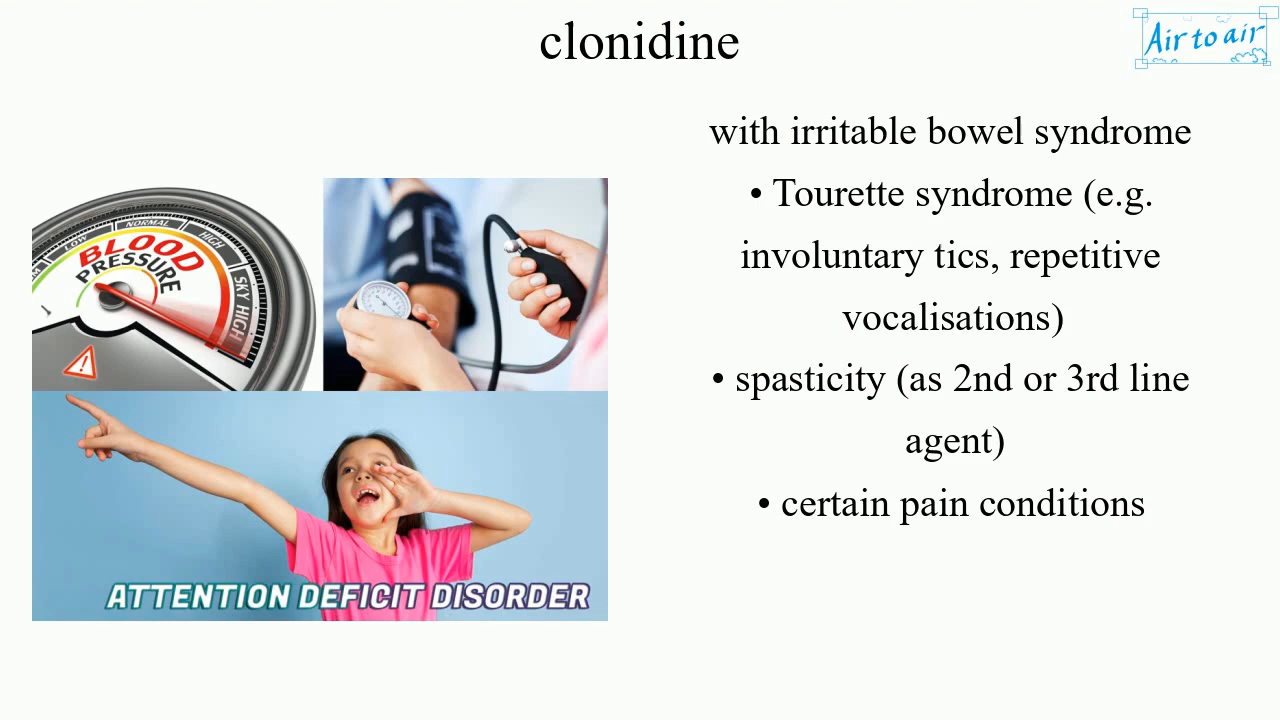 clonidine
Air to air
with irritable bowel syndrome
• Tourette syndrome (e.g.
involuntary tics, repetitive
vocalisations)
• spasticity (as 2nd or 3rd line
agent)
• certain pain conditions
LOW
NORMAL
HIGH
SKY HIGH
BLOOD
PRESSURE
!
ATTENTION DEFICIT DISORDER